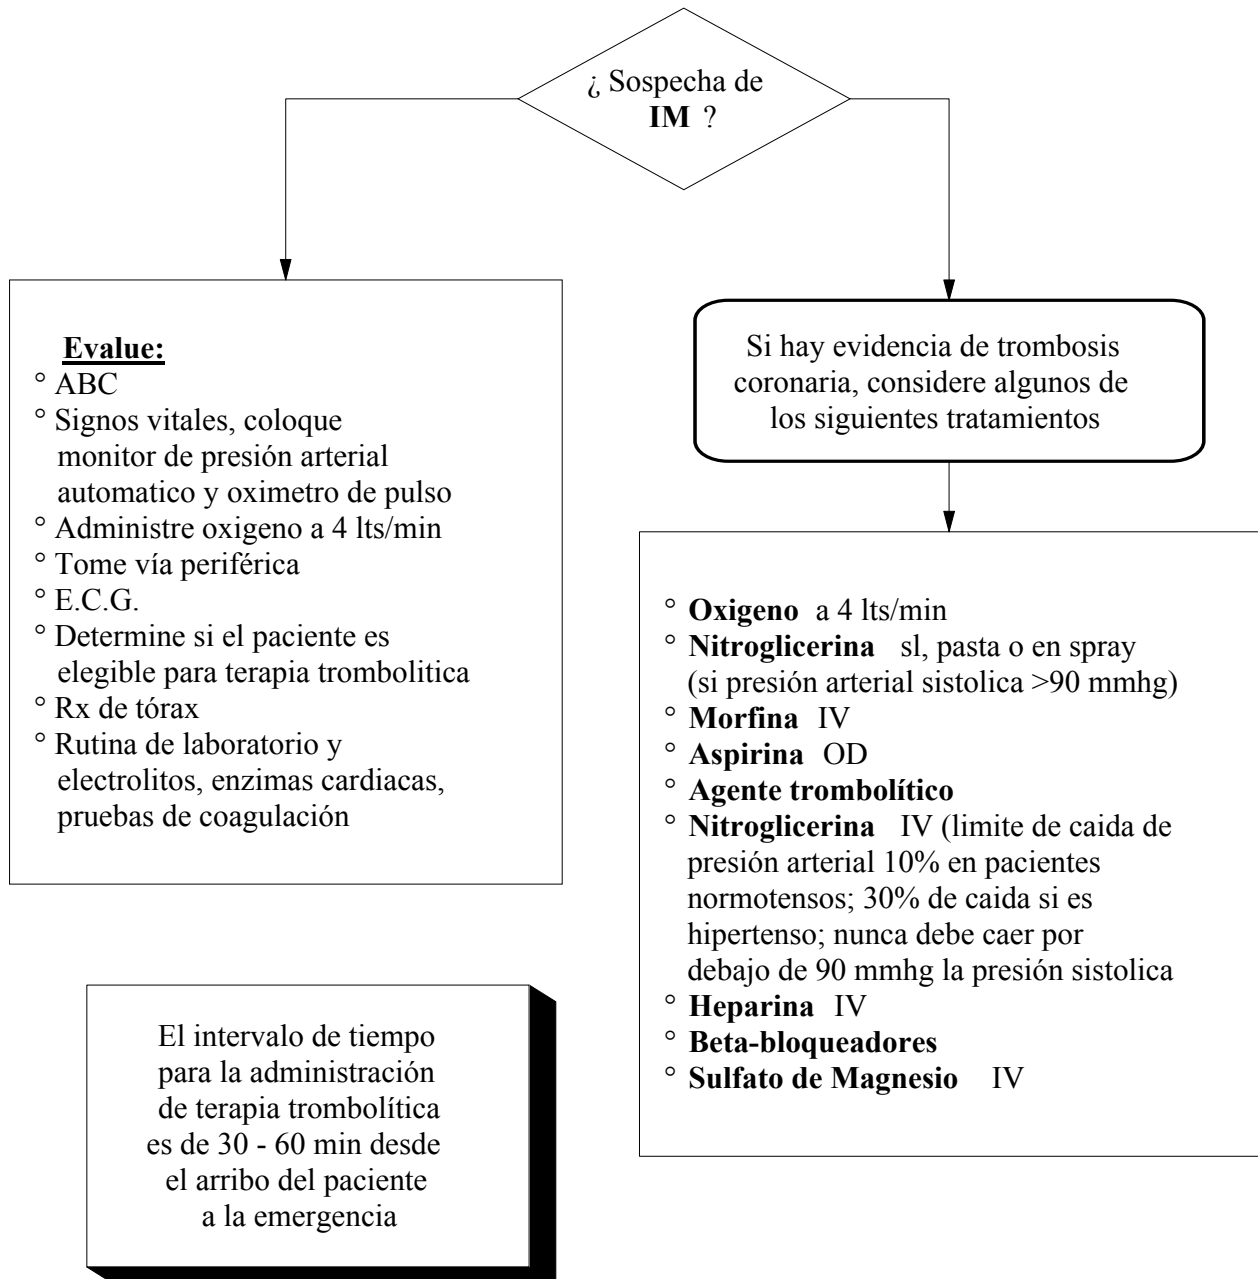 ¿ Sospecha de
IM ?
Evalue:
° ABC
° Signos vitales, coloque
monitor de presión arterial
automatico y oximetro de pulso
° Administre oxigeno a 4 lts/min
° Tome vía periférica
° E.C.G.
° Determine si el paciente es
elegible para terapia trombolitica
° Rx de tórax
° Rutina de laboratorio y
electrolitos, enzimas cardiacas,
pruebas de coagulación
Si hay evidencia de trombosis
coronaria, considere algunos de
los siguientes tratamientos
° Oxigeno a 4 lts/min
° Nitroglicerina sl, pasta o en spray
(si presión arterial sistolica >90 mmhg)
° Morfina IV
° Aspirina OD
° Agente trombolítico
° Nitroglicerina IV (limite de caida de
presión arterial 10% en pacientes
normotensos; 30% de caida si es
hipertenso; nunca debe caer por
debajo de 90 mmhg la presión sistolica
° Heparina IV
° Beta-bloqueadores
° Sulfato de Magnesio IV
El intervalo de tiempo
para la administración
de terapia trombolítica
es de 30 - 60 min desde
el arribo del paciente
a la emergencia